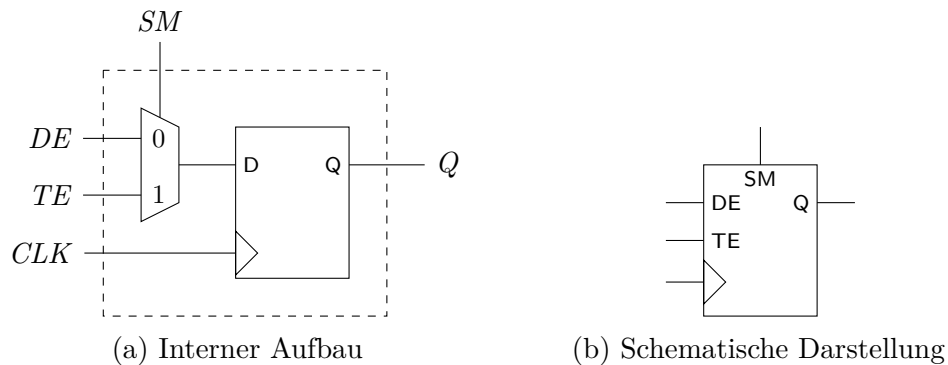 SM
DE
0
TE
1
D
Q
Q
CLK
(a) Interner Aufbau
SM
DE
Q
TE
(b) Schematische Darstellung